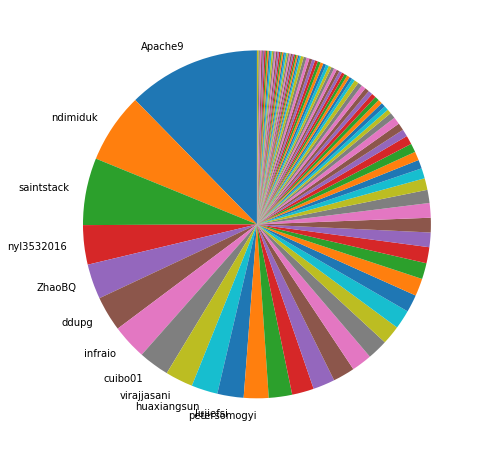 Apache9
ndimiduk
saintstack
nyl3532016
ZhaoBQ
ddupg
infraio
cuibo01
virajjasani
huaxiangsun
petersomogyi